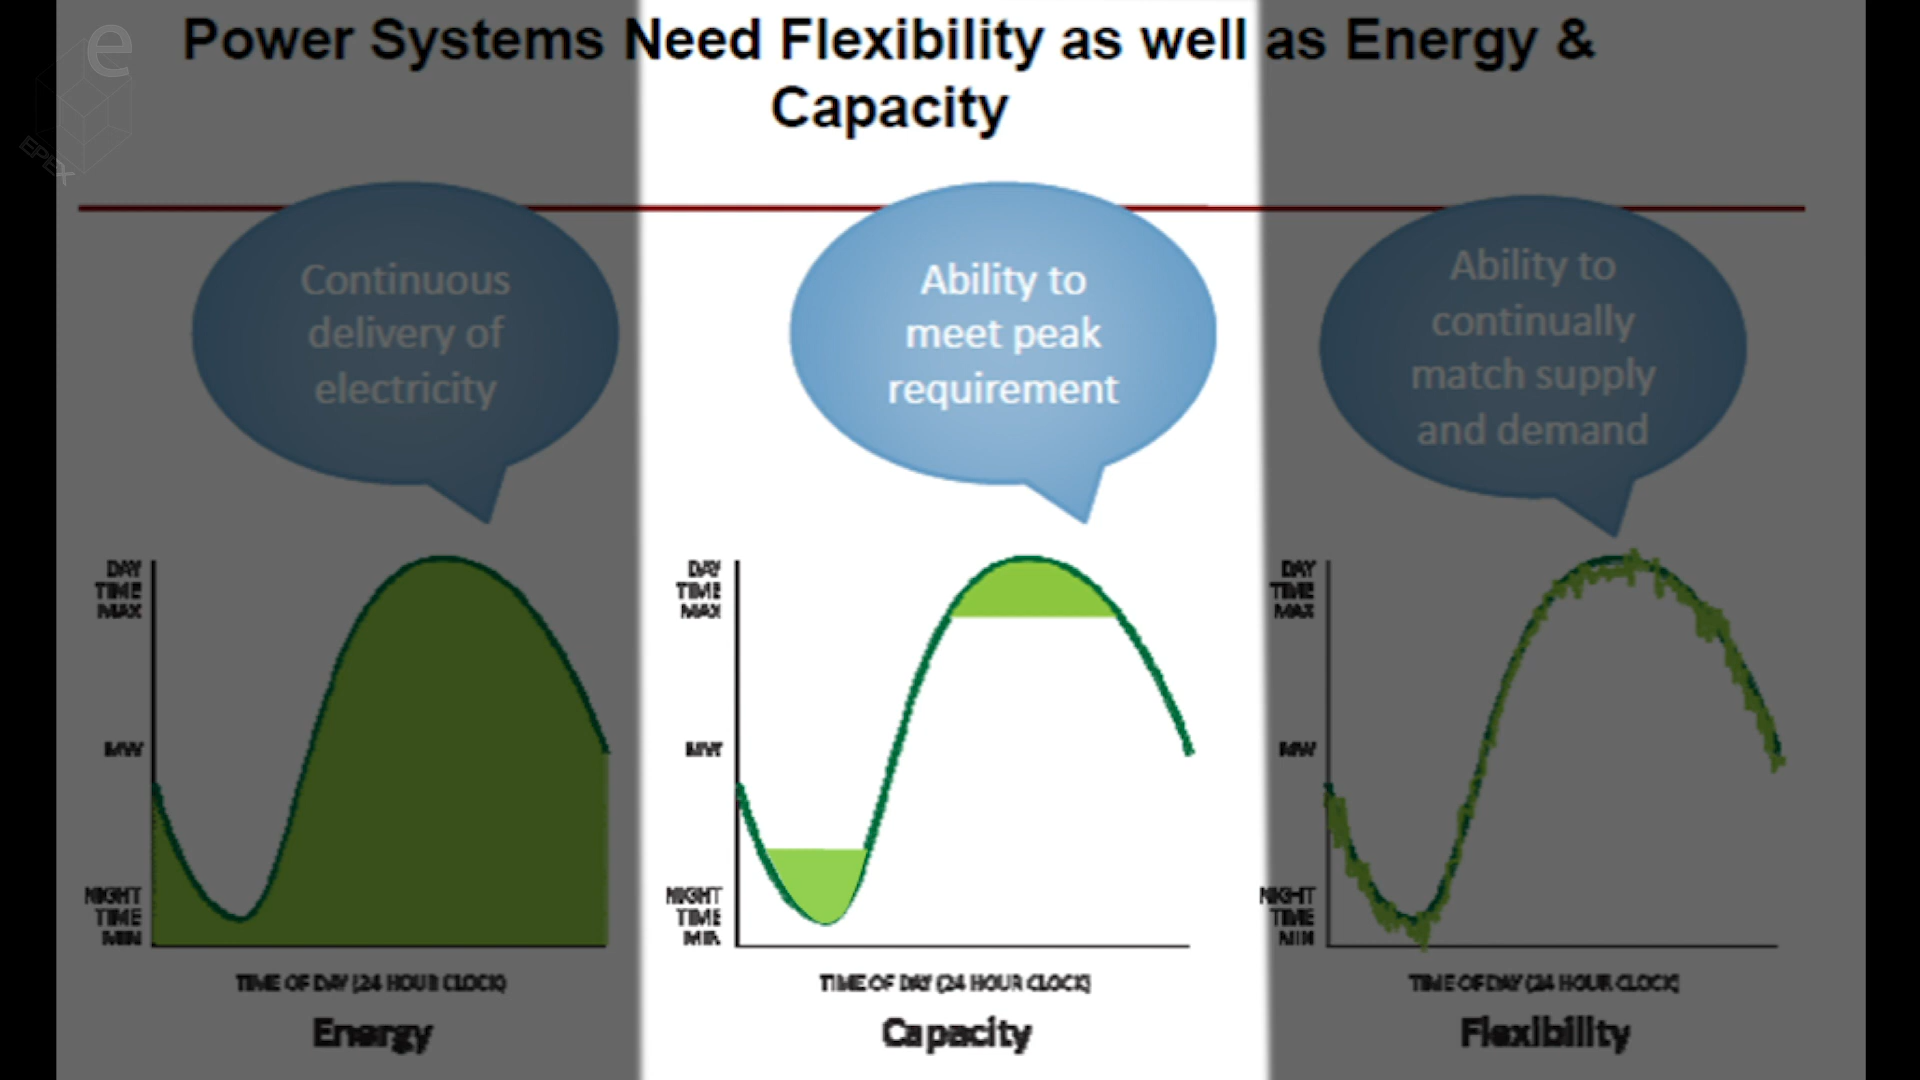 e
EPEX
Power Systems Need Flexibility as well as Energy &
Capacity
Continuous
delivery of
electricity
Ability to
meet peak
requirement
Ability to
continually
match supply
and demand
DAY
TIME
MAX
MW
NIGHT
TIME
MIN
TIME OF DAY (24 HOUR CLOCK)
Energy
DAY
TIME
MAX
MW
NIGHT
TIME
MIN
TIME OF DAY (24 HOUR CLOCK)
Capacity
DAY
TIME
MAX
MW
NIGHT
TIME
MIN
TIME OF DAY (24 HOUR CLOCK)
Flexibility